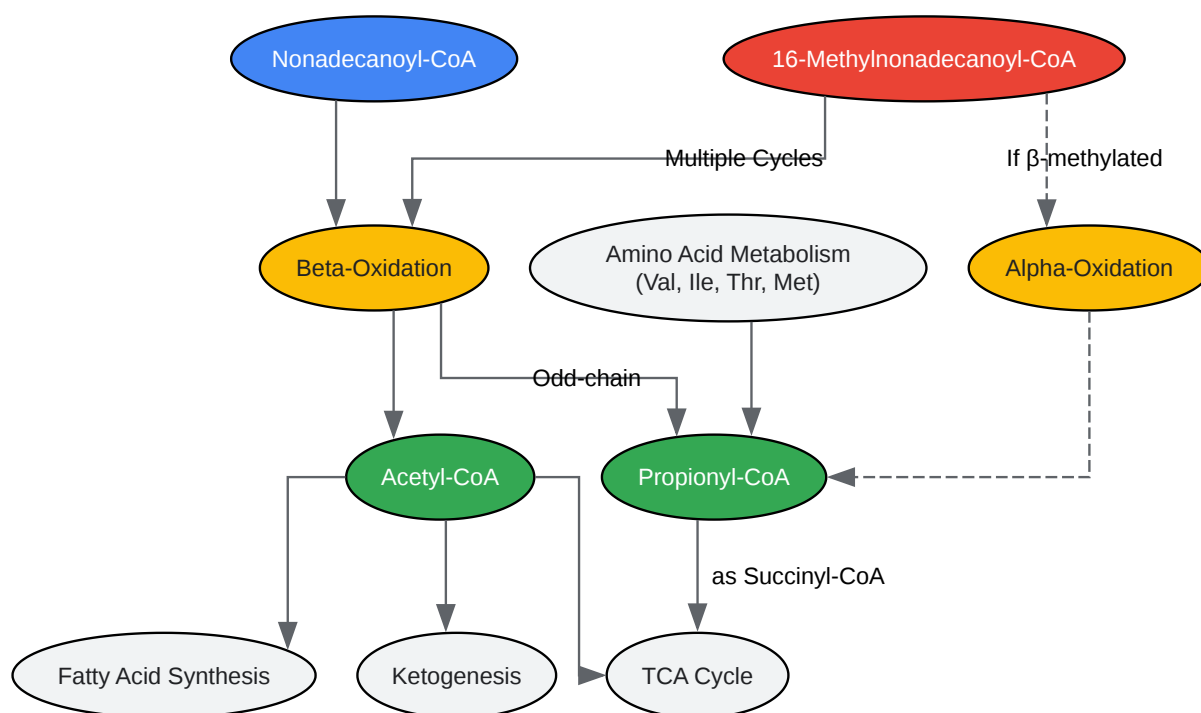 Nonadecanoyl-CoA
16-Methylnonadecanoyl-CoA
Multiple Cycles
If β-methylated
Beta-Oxidation
Amino Acid Metabolism
(Val, Ile, Thr, Met)
Alpha-Oxidation
Odd-chain
Acetyl-CoA
Propionyl-CoA
as Succinyl-CoA
Fatty Acid Synthesis
Ketogenesis
TCA Cycle